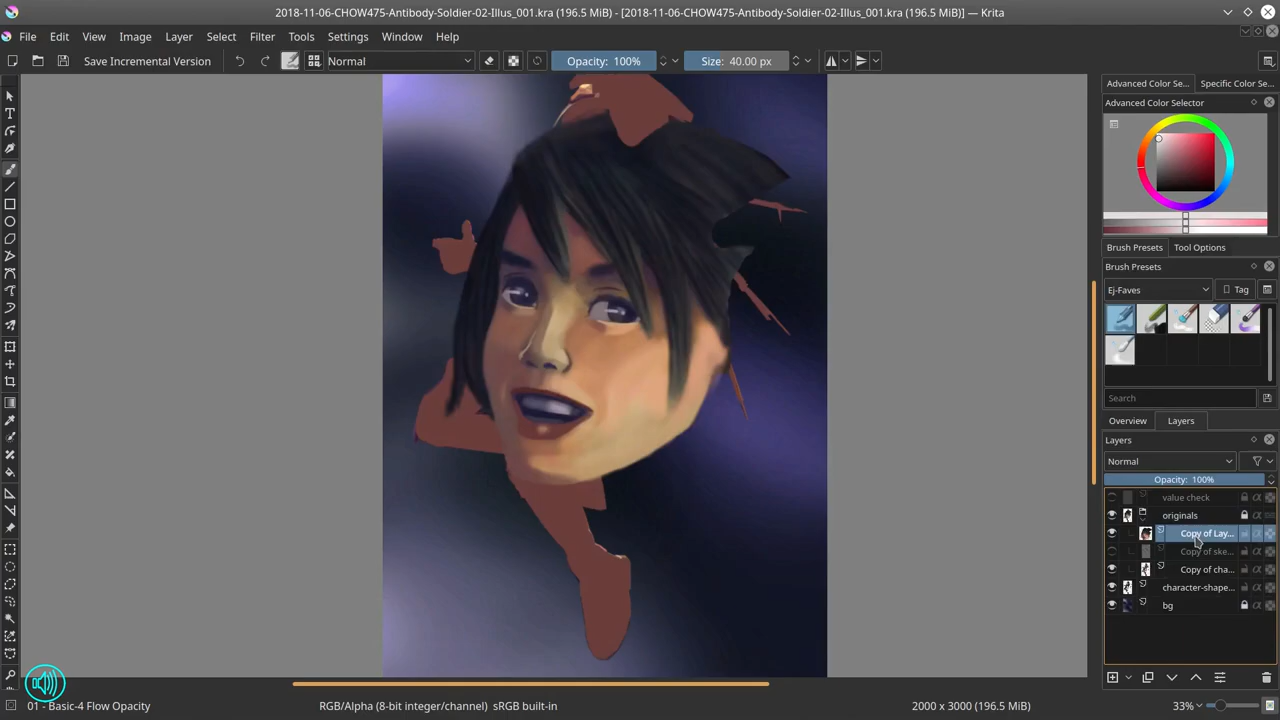 2018-11-06-CHOW475-Antibody-Soldier-02-Illus_001.kra (196.5 MiB) - [2018-11-06-CHOW475-Antibody-Soldier-02-Illus_001.kra (196.5 MiB)] — Krita
File Edit View Image Layer Select Filter Tools Settings Window Help
Save Incremental Version Normal Opacity: 100% Size: 40.00 px
Advanced Color Se... Specific Color Se...
Advanced Color Selector
Brush Presets Tool Options
Brush Presets
Ej-Faves Tag
Search
Overview Layers
Layers
Normal
Opacity: 100%
value check
originals
Copy of Lay...
Copy of ske...
Copy of cha...
character-shape...
bg
01 - Basic-4 Flow Opacity RGB/Alpha (8-bit integer/channel) sRGB built-in 2000 x 3000 (196.5 MiB) 33%